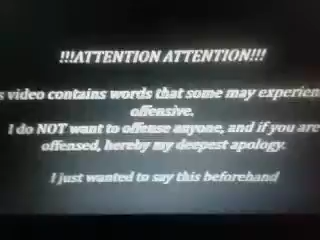 !!!ATTENTION ATTENTION!!!
s video contains words that some may experien
offensive.
I do NOT want to offense anyone, and if you are
offensed, hereby my deepest apology.
I just wanted to say this beforehand